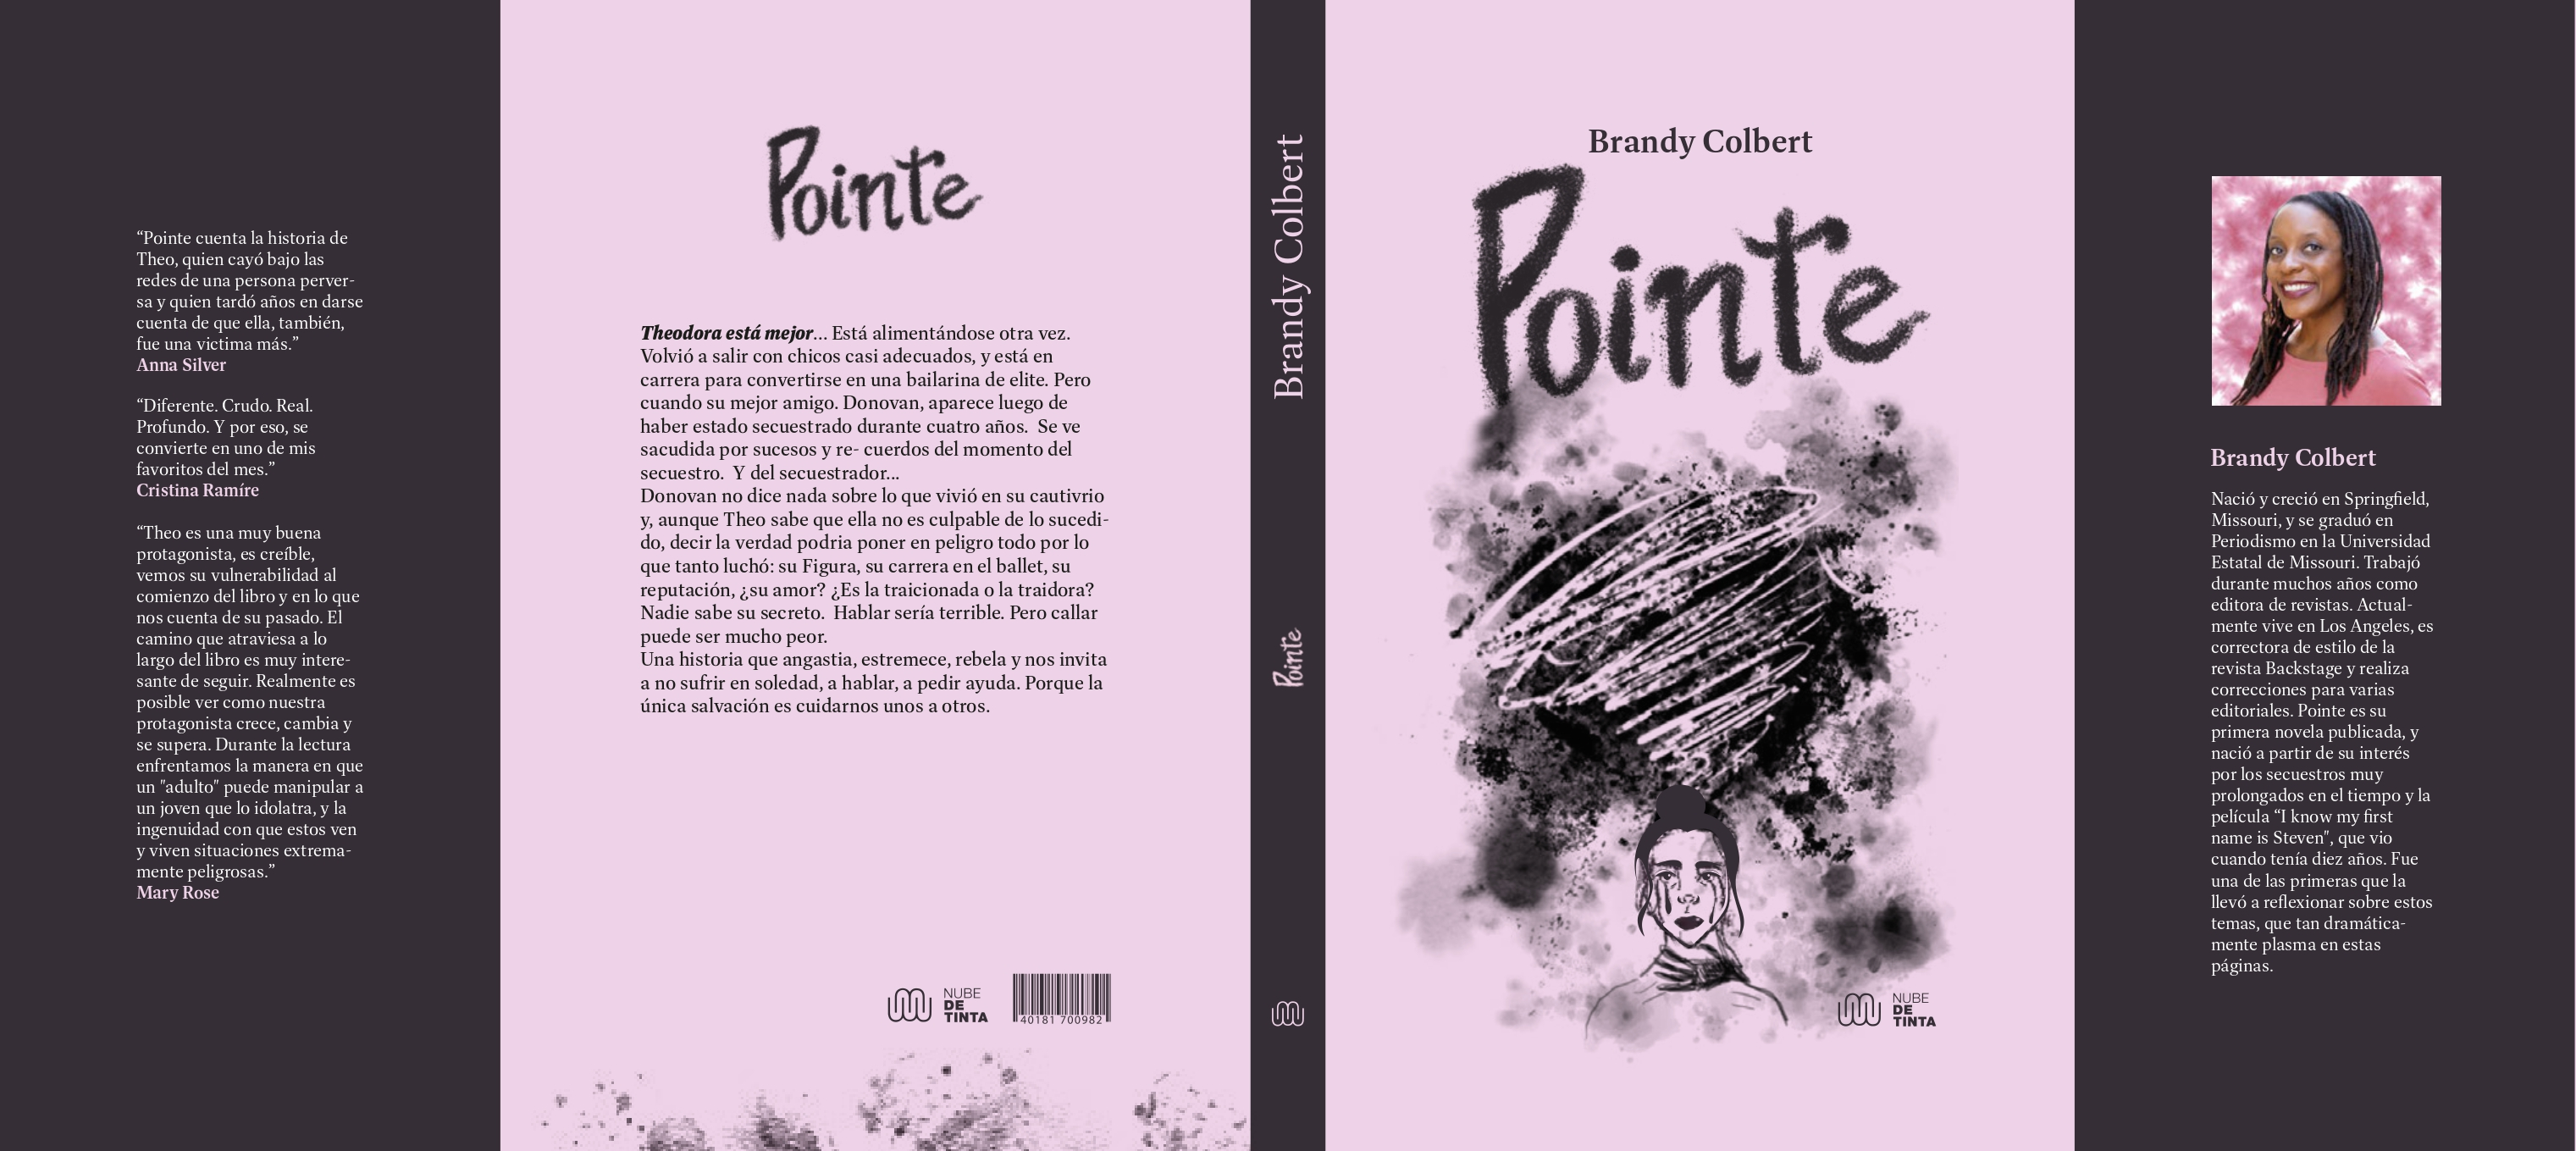 “Pointe cuenta la historia de
Theo, quien cayó bajo las
redes de una persona perver-
sa y quien tardó años en darse
cuenta de que ella, también,
fue una victima más.”
Anna Silver
“Diferente. Crudo. Real.
Profundo. Y por eso, se
convierte en uno de mis
favoritos del mes.”
Cristina Ramíre
“Theo es una muy buena
protagonista, es creíble,
vemos su vulnerabilidad al
comienzo del libro y en lo que
nos cuenta de su pasado. El
camino que atraviesa a lo
largo del libro es muy intere-
sante de seguir. Realmente es
posible ver como nuestra
protagonista crece, cambia y
se supera. Durante la lectura
enfrentamos la manera en que
un "adulto" puede manipular a
un joven que lo idolatra, y la
ingenuidad con que estos ven
y viven situaciones extrema-
mente peligrosas.”
Mary Rose
Pointe
Theodora está mejor... Está alimentándose otra vez.
Volvió a salir con chicos casi adecuados, y está en
carrera para convertirse en una bailarina de elite. Pero
cuando su mejor amigo. Donovan, aparece luego de
haber estado secuestrado durante cuatro años.  Se ve
sacudida por sucesos y re- cuerdos del momento del
secuestro.  Y del secuestrador...
Donovan no dice nada sobre lo que vivió en su cautivrio
y, aunque Theo sabe que ella no es culpable de lo sucedi-
do, decir la verdad podria poner en peligro todo por lo
que tanto luchó: su Figura, su carrera en el ballet, su
reputación, ¿su amor? ¿Es la traicionada o la traidora?
Nadie sabe su secreto.  Hablar sería terrible. Pero callar
puede ser mucho peor.
Una historia que angastia, estremece, rebela y nos invita
a no sufrir en soledad, a hablar, a pedir ayuda. Porque la
única salvación es cuidarnos unos a otros.
NUBE
DE
TINTA
40181 700982
Brandy Colbert
Pointe
Brandy Colbert
Pointe
NUBE
DE
TINTA
Brandy Colbert
Nació y creció en Springfield,
Missouri, y se graduó en
Periodismo en la Universidad
Estatal de Missouri. Trabajó
durante muchos años como
editora de revistas. Actual-
mente vive en Los Angeles, es
correctora de estilo de la
revista Backstage y realiza
correcciones para varias
editoriales. Pointe es su
primera novela publicada, y
nació a partir de su interés
por los secuestros muy
prolongados en el tiempo y la
película “I know my first
name is Steven", que vio
cuando tenía diez años. Fue
una de las primeras que la
llevó a reflexionar sobre estos
temas, que tan dramática-
mente plasma en estas
páginas.